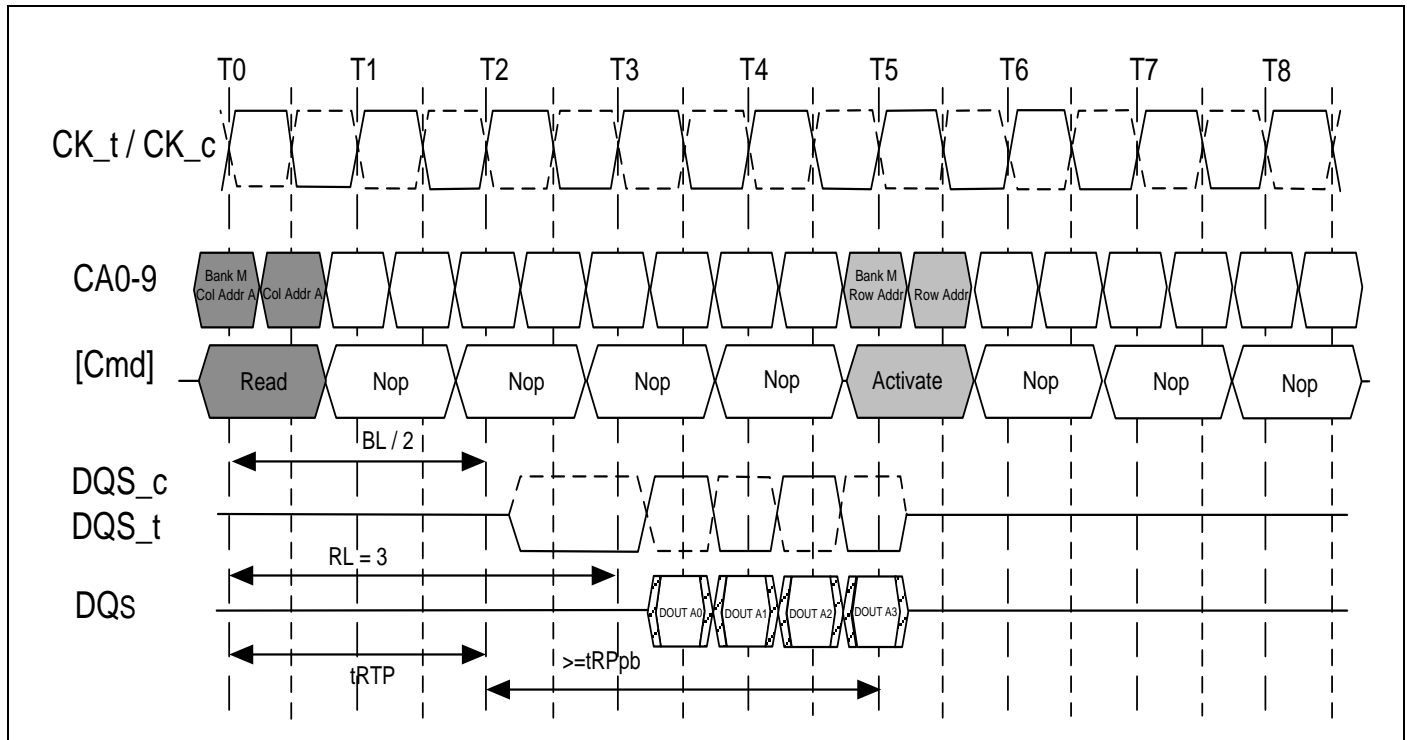 T0 T1 T2 T3 T4 T5 T6 T7 T8
CK_t / CK_c
CA0-9
Bank M
Col Addr A
Col Addr A
Bank M
Row Addr
Row Addr
[Cmd]
Read Nop Nop Nop Nop Activate Nop Nop Nop
BL / 2
DQS_c
DQS_t
RL = 3
DQs
DOUT A0 DOUT A1 DOUT A2 DOUT A3
tRTP
>=tRPpb